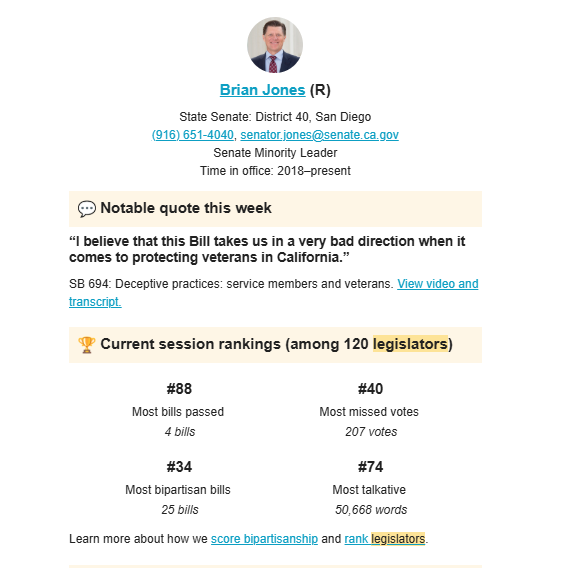 Brian Jones (R)
State Senate: District 40, San Diego
(916) 651-4040, senator.jones@senate.ca.gov
Senate Minority Leader
Time in office: 2018–present
Notable quote this week
“I believe that this Bill takes us in a very bad direction when it
comes to protecting veterans in California.”
SB 694: Deceptive practices: service members and veterans. View video and
transcript.
Current session rankings (among 120 legislators)
#88 #40
Most bills passed Most missed votes
4 bills 207 votes
#34 #74
Most bipartisan bills Most talkative
25 bills 50,668 words
Learn more about how we score bipartisanship and rank legislators.